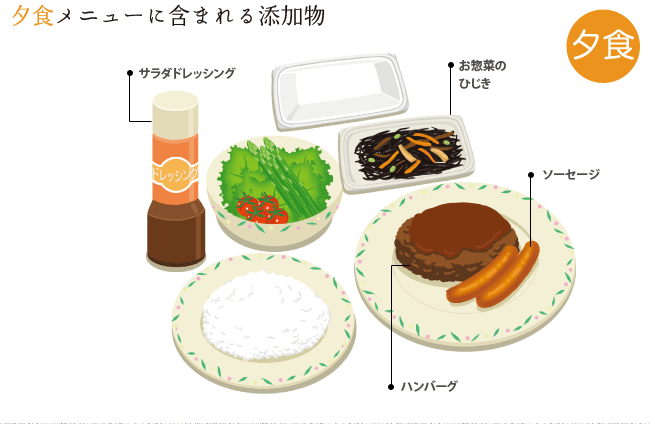 夕食メニューに含まれる添加物
夕食
サラダドレッシング
お惣菜の
ひじき
ドレッシング
ソーセージ
ハンバーグ